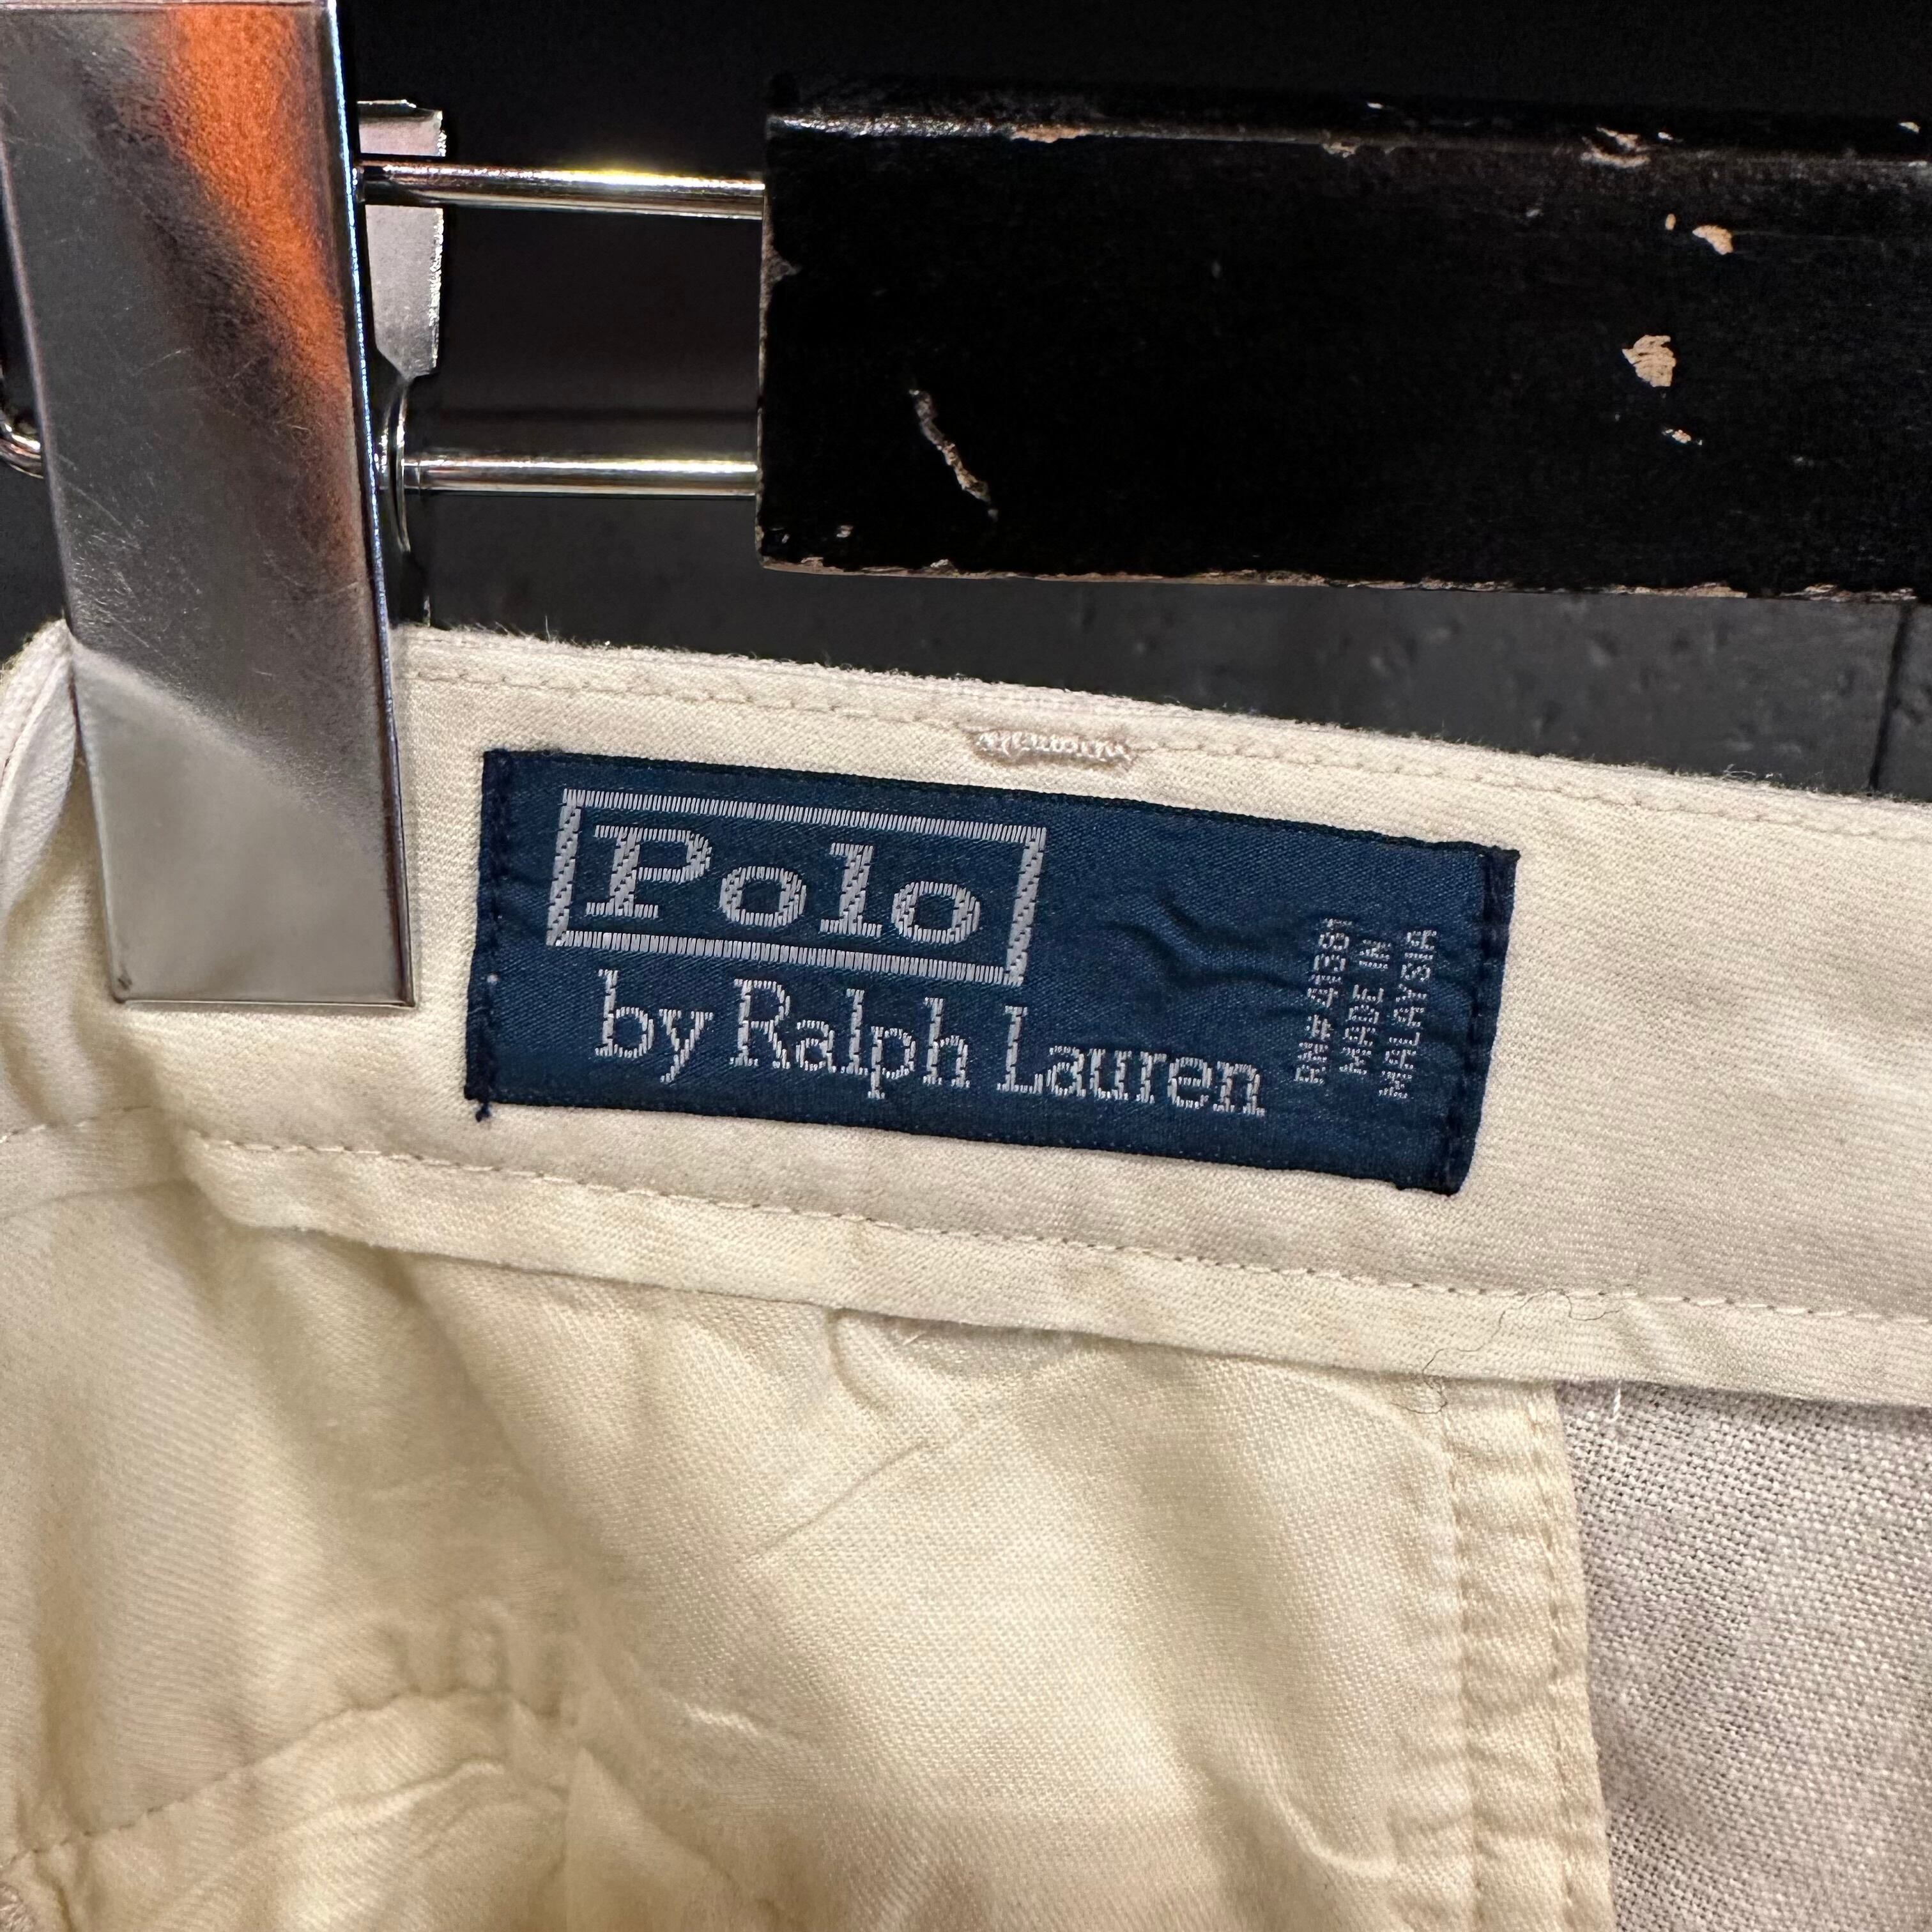 Polo
by Ralph Lauren
RN# 41381
MADE IN
MALAYSIA